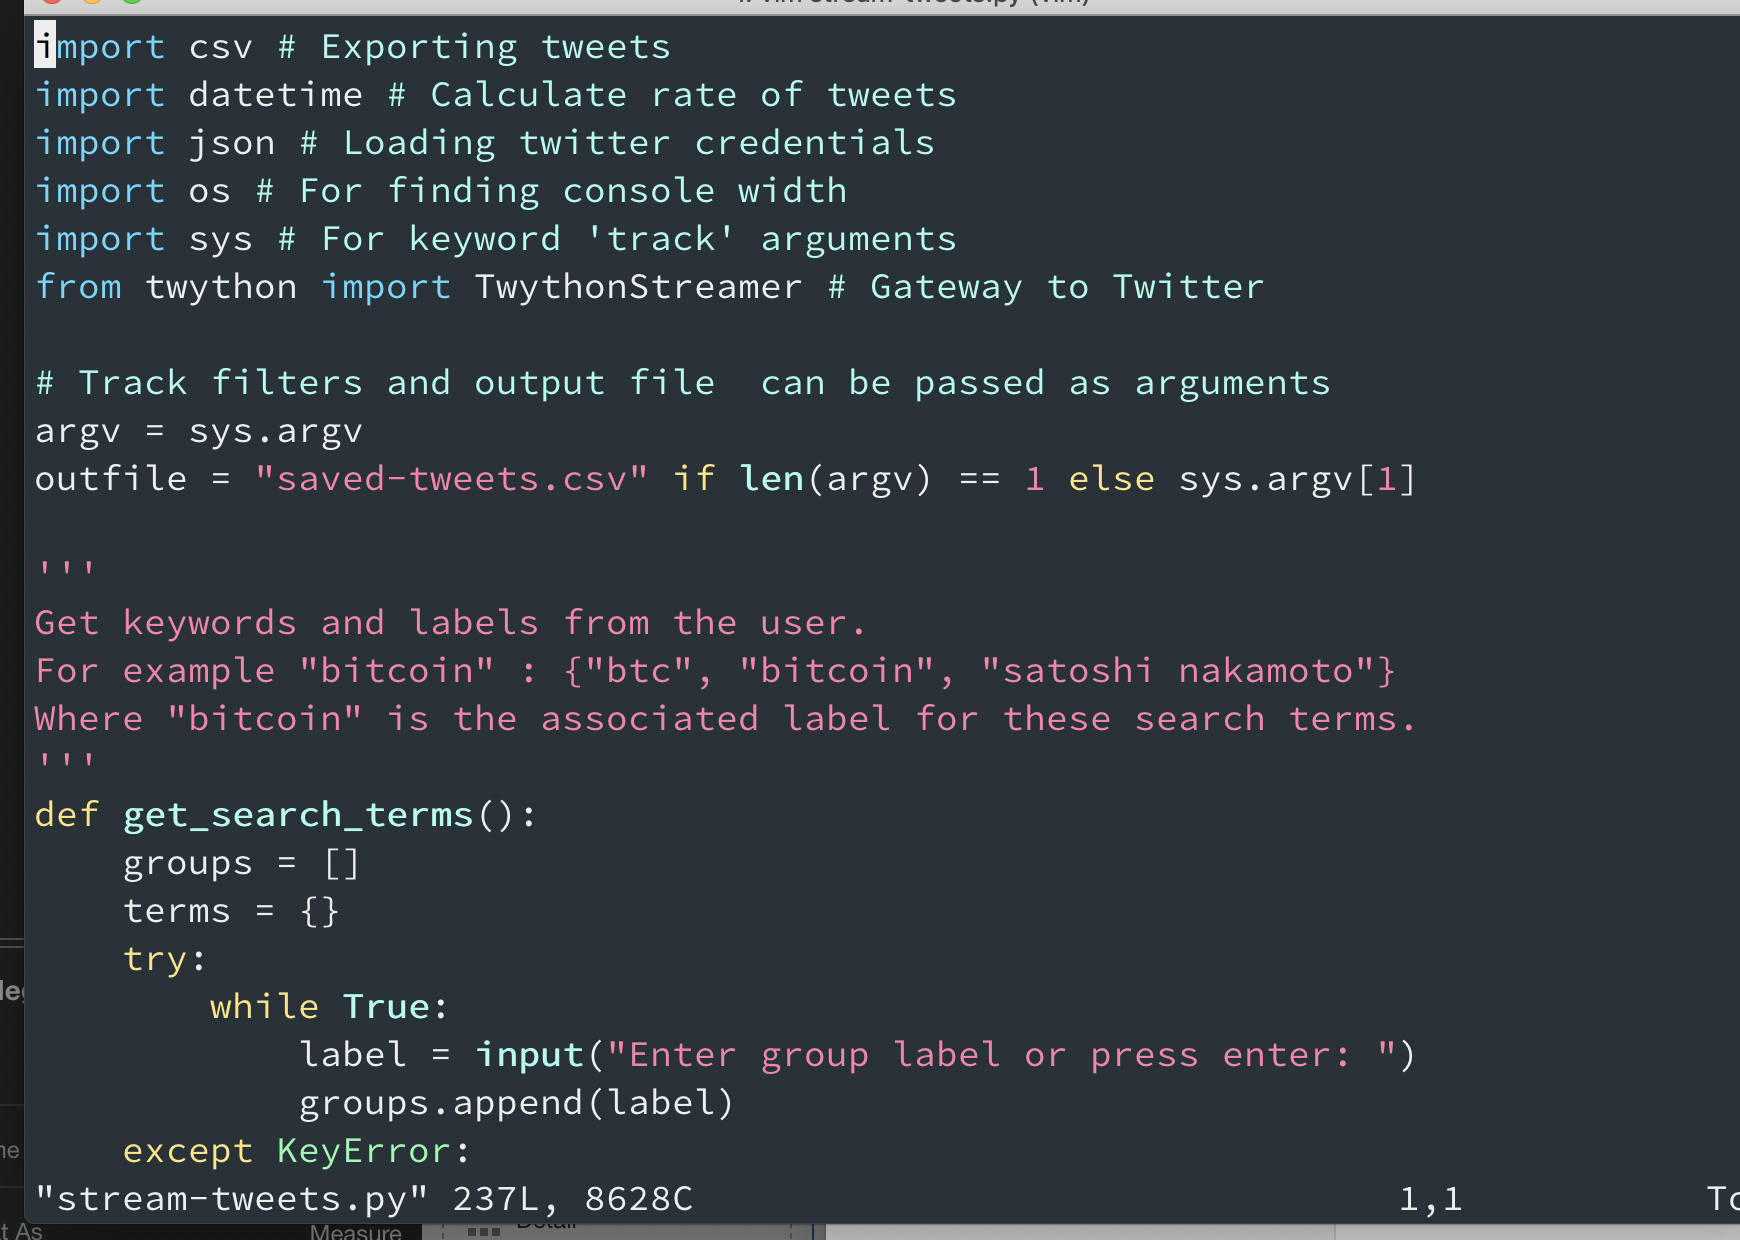 import csv # Exporting tweets
import datetime # Calculate rate of tweets
import json # Loading twitter credentials
import os # For finding console width
import sys # For keyword 'track' arguments
from twython import TwythonStreamer # Gateway to Twitter

# Track filters and output file  can be passed as arguments
argv = sys.argv
outfile = "saved-tweets.csv" if len(argv) == 1 else sys.argv[1]

'''
Get keywords and labels from the user.
For example "bitcoin" : {"btc", "bitcoin", "satoshi nakamoto"}
Where "bitcoin" is the associated label for these search terms.
'''
def get_search_terms():
    groups = []
    terms = {}
    try:
        while True:
            label = input("Enter group label or press enter: ")
            groups.append(label)
    except KeyError:
"stream-tweets.py" 237L, 8628C 1,1
Measure